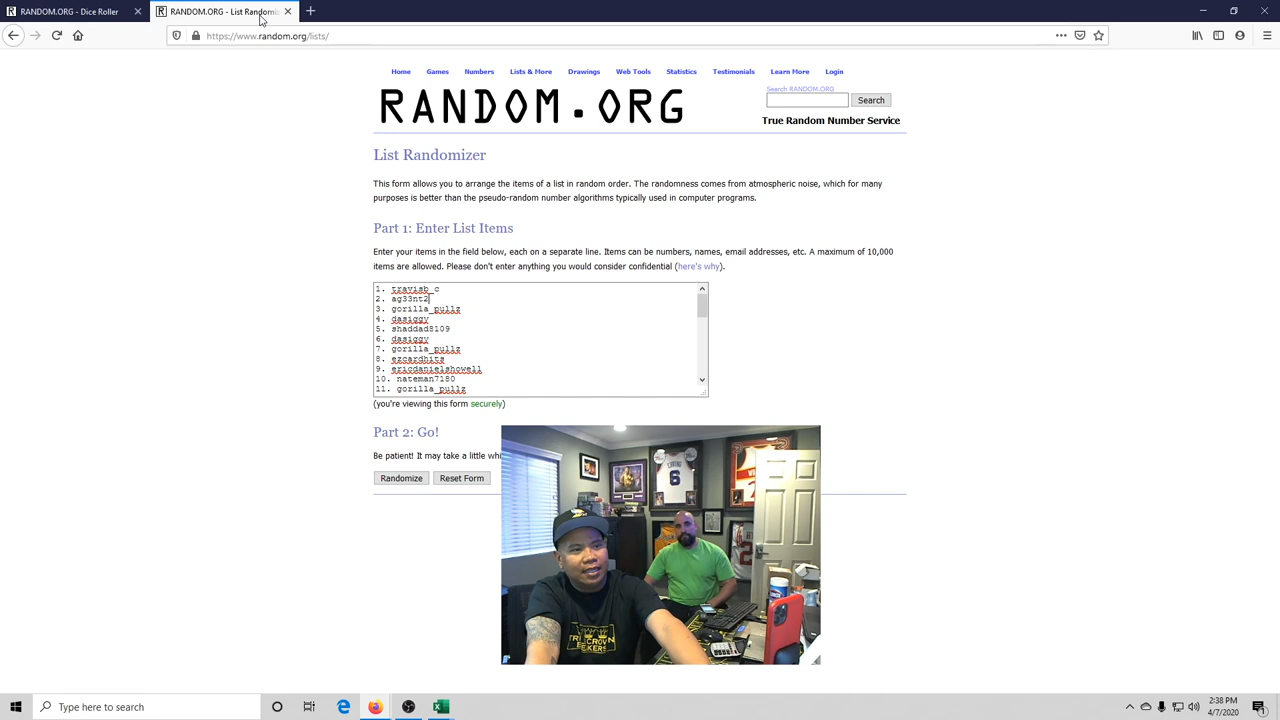 RANDOM.ORG - Dice Roller
RANDOM.ORG - List Randomiz
https://www.random.org/lists/
Home Games Numbers Lists & More Drawings Web Tools Statistics Testimonials Learn More Login
RANDOM.ORG
Search RANDOM.ORG
Search
True Random Number Service
List Randomizer
This form allows you to arrange the items of a list in random order. The randomness comes from atmospheric noise, which for many
purposes is better than the pseudo-random number algorithms typically used in computer programs.
Part 1: Enter List Items
Enter your items in the field below, each on a separate line. Items can be numbers, names, email addresses, etc. A maximum of 10,000
items are allowed. Please don't enter anything you would consider confidential (here's why).
1. travisb_c
2. ag33nt2
3. gorilla_pullz
4. dasiggy
5. shaddad8109
6. dasiggy
7. gorilla_pullz
8. ezcardhits
9. ericdanielshowell
10. nateman7180
11. gorilla_pullz
(you're viewing this form securely)
Part 2: Go!
Be patient! It may take a little whi
Randomize Reset Form
6
Type here to search
2:38 PM
4/7/2020